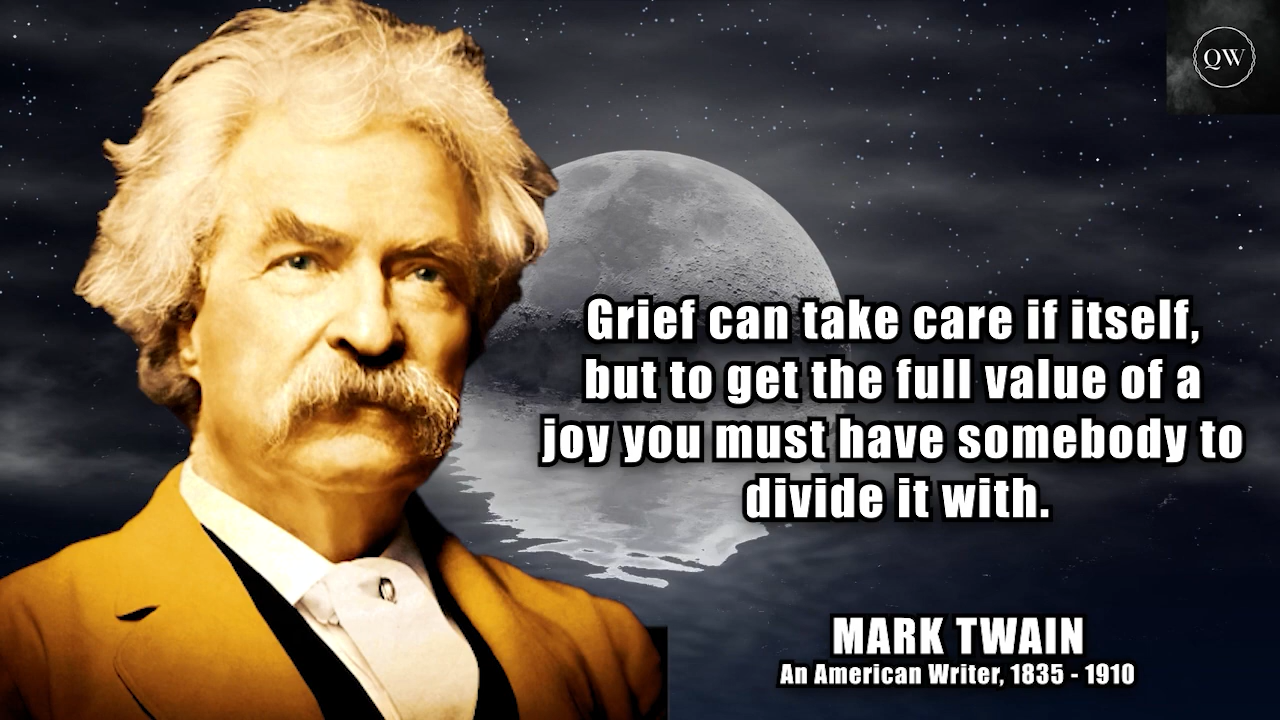 QW
Grief can take care if itself,
but to get the full value of a
joy you must have somebody to
divide it with.
MARK TWAIN
An American Writer, 1835 - 1910